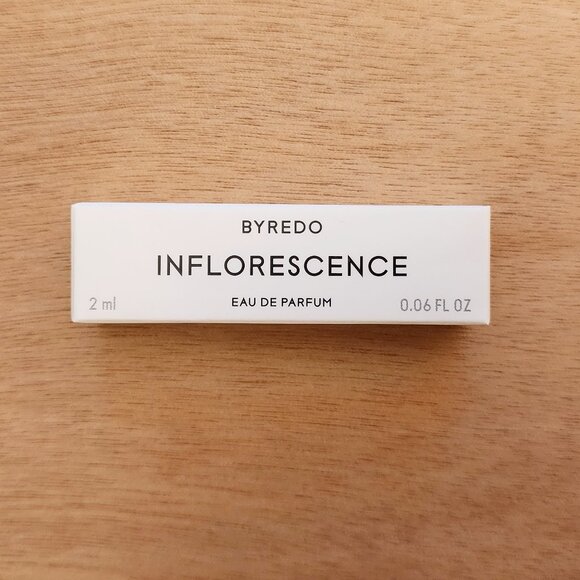 BYREDO
INFLORESCENCE
2 ml EAU DE PARFUM 0.06 FL OZ